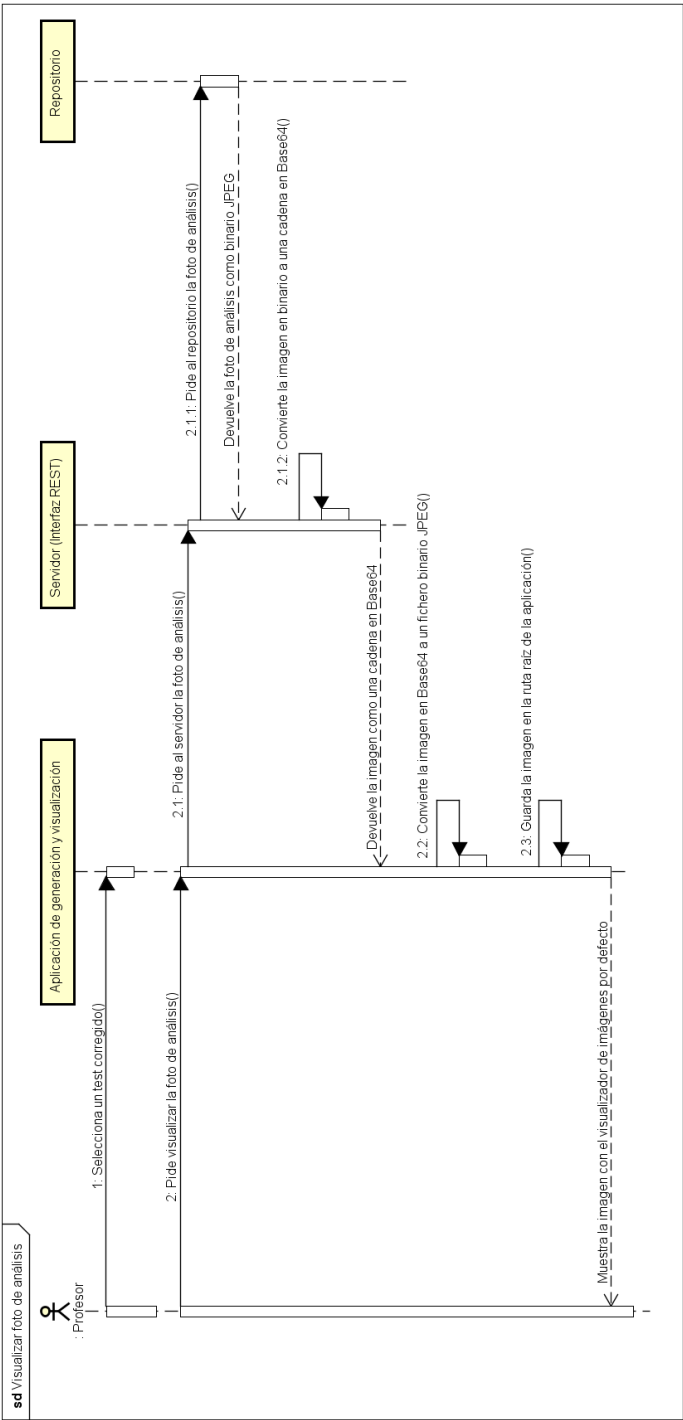 sd Visualizar foto de análisis
: Profesor
Aplicación de generación y visualización
Servidor (Interfaz REST)
Repositorio
1: Selecciona un test corregido()
2: Pide visualizar la foto de análisis()
2.1: Pide al servidor la foto de análisis()
2.1.1: Pide al repositorio la foto de análisis()
Devuelve la foto de análisis como binario JPEG
2.1.2: Convierte la imagen en binario a una cadena en Base64()
Devuelve la imagen como una cadena en Base64
2.2: Convierte la imagen en Base64 a un fichero binario JPEG()
2.3: Guarda la imagen en la ruta raíz de la aplicación()
Muestra la imagen con el visualizador de imágenes por defecto